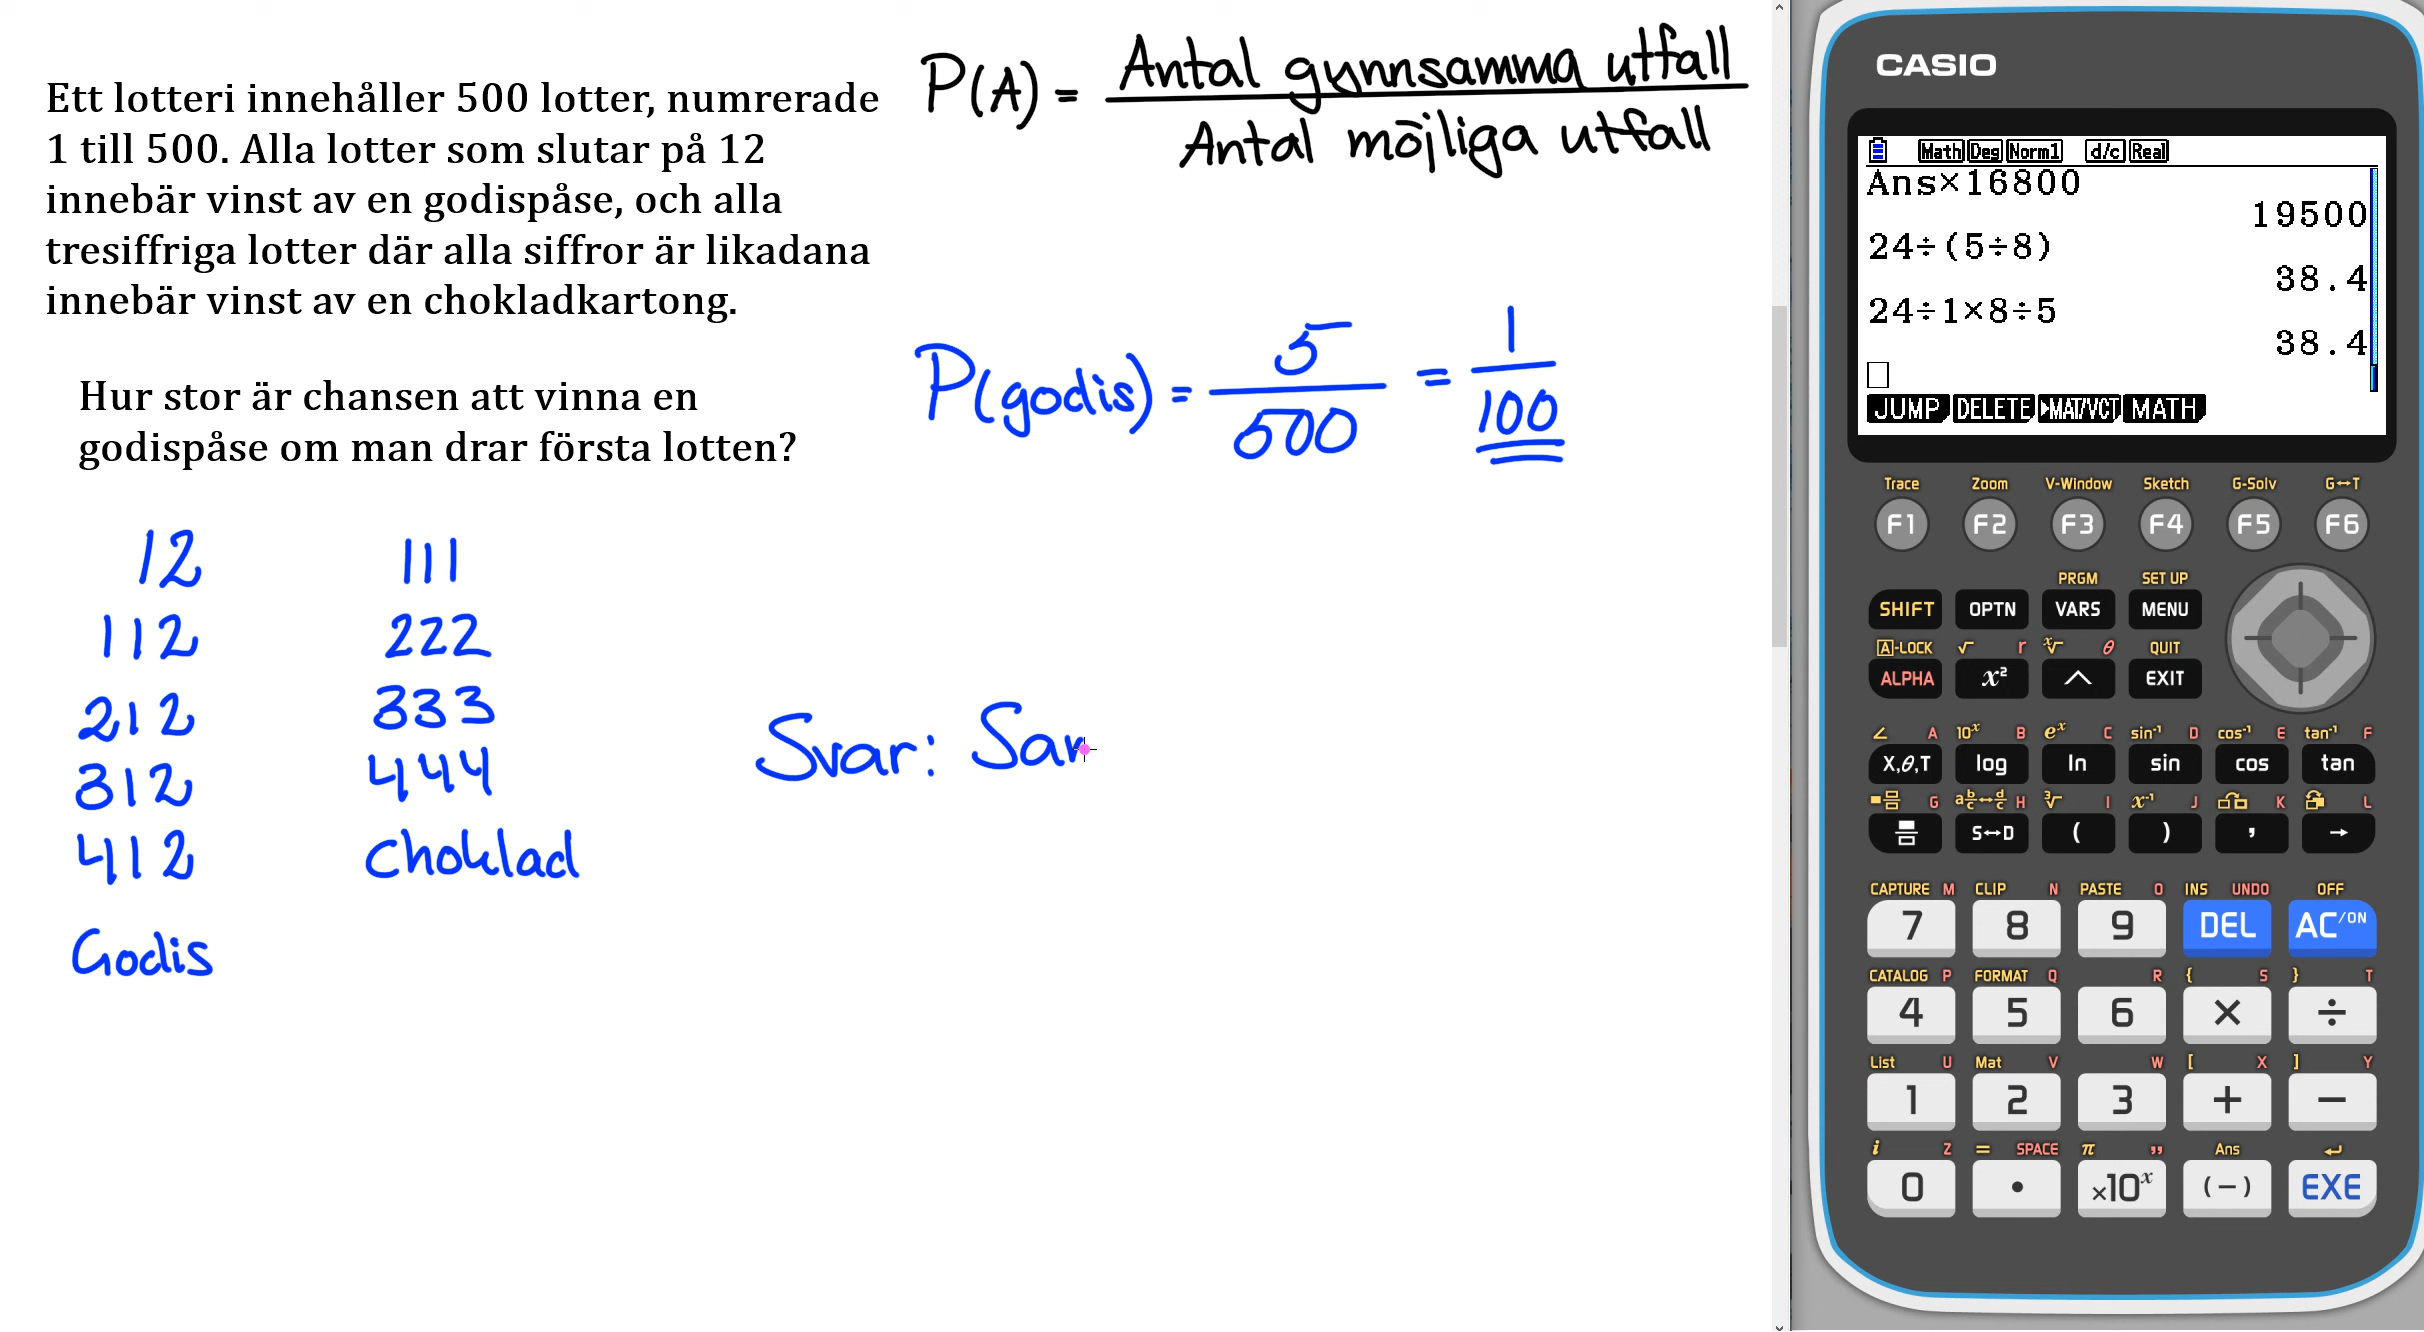 Ett lotteri innehåller 500 lotter, numrerade
1 till 500. Alla lotter som slutar på 12
innebär vinst av en godispåse, och alla
tresiffriga lotter där alla siffror är likadana
innebär vinst av en chokladkartong.
Hur stor är chansen att vinna en
godispåse om man drar första lotten?
P(A) = Antal gynnsamma utfall
Antal möjliga utfall
P(godis) = 5/500 = 1/100
12 111
112 222
212 333
312 444
412 choklad
Godis
Svar: San
CASIO
Math Deg Norm1 d/c Real
Ans×16800
19500
24÷(5÷8)
38.4
24÷1×8÷5
38.4
JUMP DELETE ▶MAT/VCT MATH
Trace Zoom V-Window Sketch G-Solv G↔T
F1 F2 F3 F4 F5 F6
PRGM SET UP
SHIFT OPTN VARS MENU
A-LOCK √ r ˣ√ θ QUIT
ALPHA x² ^ EXIT
∠ A 10ˣ B eˣ C sin⁻¹ D cos⁻¹ E tan⁻¹ F
X,θ,T log ln sin cos tan
G a b/c↔d/c H ³√ I x⁻¹ J K L
S↔D ( ) , →
CAPTURE M CLIP N PASTE O INS UNDO OFF
7 8 9 DEL AC/ON
CATALOG P FORMAT Q R { S } T
4 5 6 × ÷
List U Mat V W [ X ] Y
1 2 3 + −
i Z = SPACE π " Ans ↵
0 • ×10ˣ (−) EXE